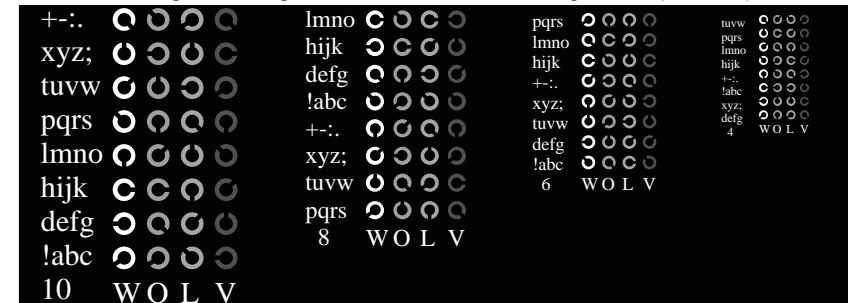 +-:.
xyz;
tuvw
pqrs
lmno
hijk
defg
!abc
10 W O L V
lmno
hijk
defg
!abc
+-:.
xyz;
tuvw
pqrs
8 W O L V
pqrs
lmno
hijk
+-:.
xyz;
tuvw
defg
!abc
6 W O L V
tuvw
pqrs
lmno
hijk
+-:.
!abc
xyz;
defg
4 W O L V